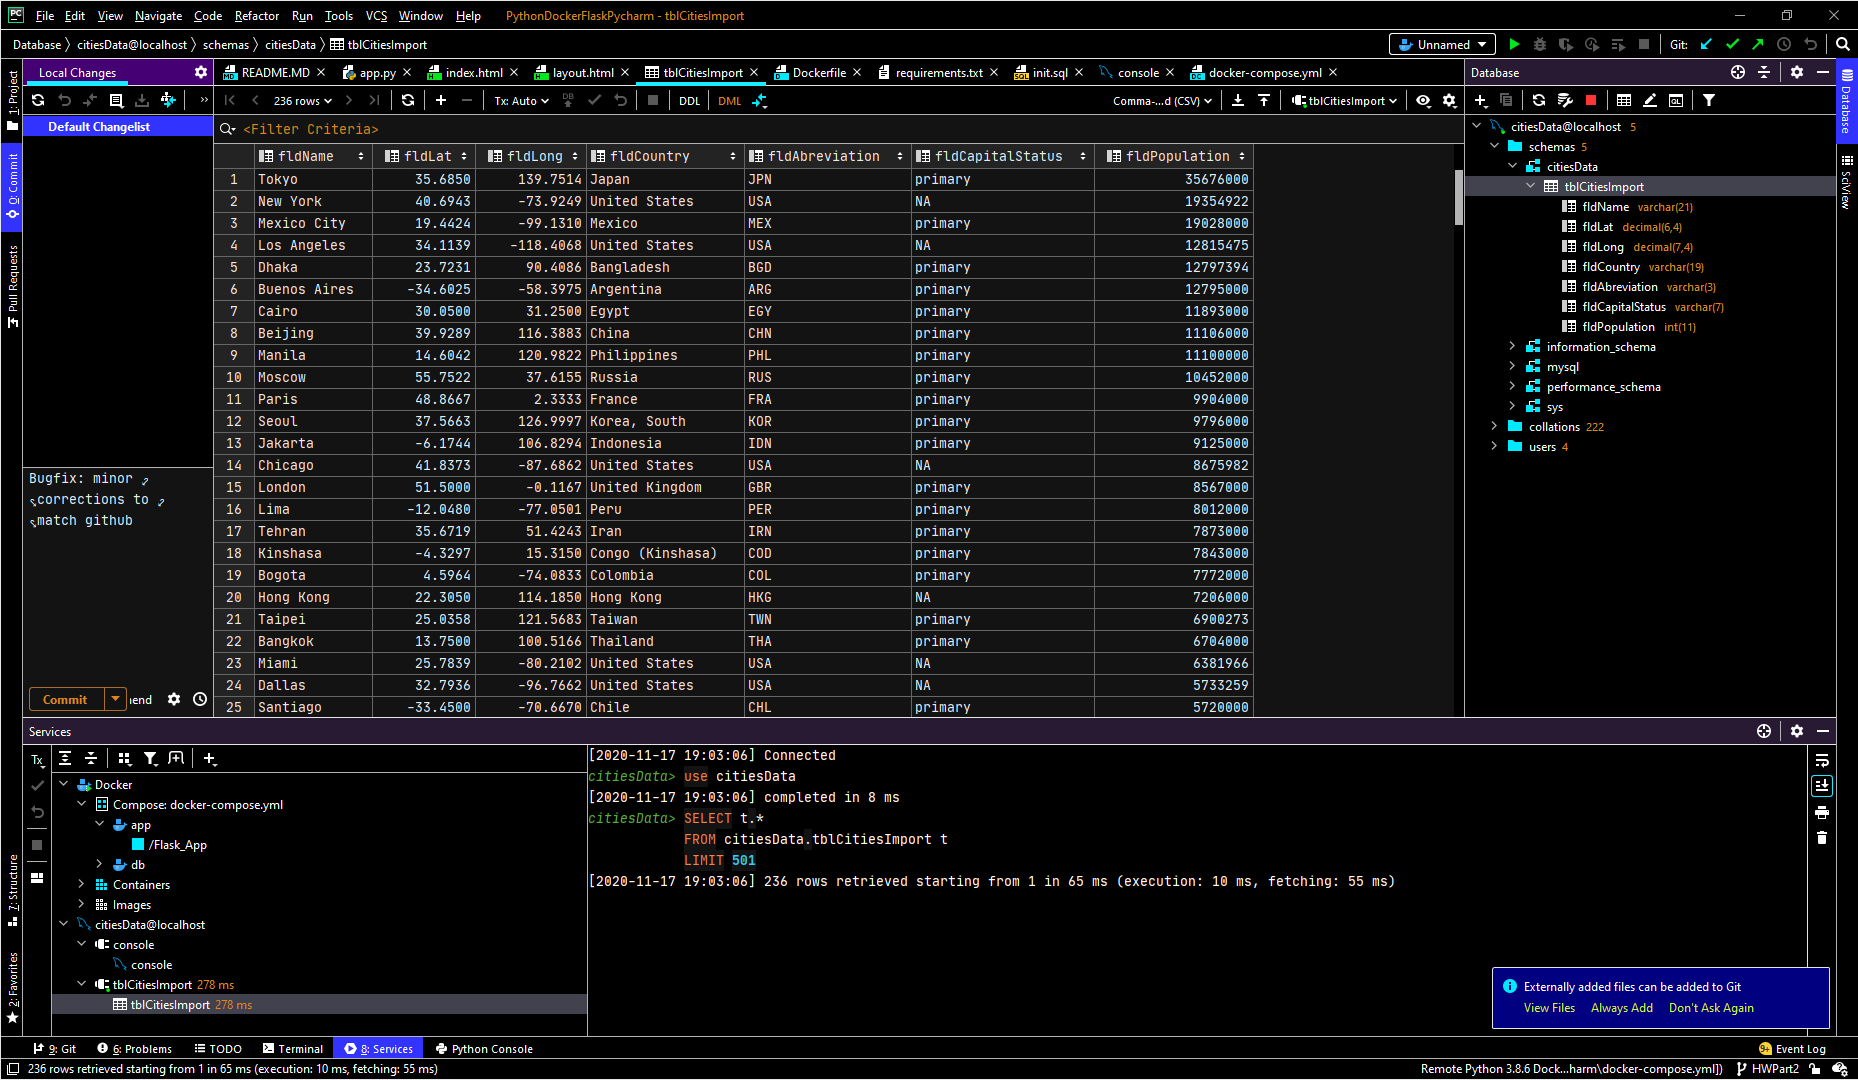 File Edit View Navigate Code Refactor Run Tools VCS Window Help PythonDockerFlaskPycharm - tblCitiesImport
Database citiesData@localhost schemas citiesData tblCitiesImport
Unnamed Git:
1: Project
0: Commit
Pull Requests
7: Structure
2: Favorites
Local Changes
Default Changelist
Bugfix: minor
corrections to
match github
Commit
README.MD app.py index.html layout.html tblCitiesImport Dockerfile requirements.txt init.sql console docker-compose.yml
236 rows Tx: Auto DB DDL DML Comma-...d (CSV) tblCitiesImport
<Filter Criteria>
fldName fldLat fldLong fldCountry fldAbreviation fldCapitalStatus fldPopulation
1 Tokyo 35.6850 139.7514 Japan JPN primary 35676000
2 New York 40.6943 -73.9249 United States USA NA 19354922
3 Mexico City 19.4424 -99.1310 Mexico MEX primary 19028000
4 Los Angeles 34.1139 -118.4068 United States USA NA 12815475
5 Dhaka 23.7231 90.4086 Bangladesh BGD primary 12797394
6 Buenos Aires -34.6025 -58.3975 Argentina ARG primary 12795000
7 Cairo 30.0500 31.2500 Egypt EGY primary 11893000
8 Beijing 39.9289 116.3883 China CHN primary 11106000
9 Manila 14.6042 120.9822 Philippines PHL primary 11100000
10 Moscow 55.7522 37.6155 Russia RUS primary 10452000
11 Paris 48.8667 2.3333 France FRA primary 9904000
12 Seoul 37.5663 126.9997 Korea, South KOR primary 9796000
13 Jakarta -6.1744 106.8294 Indonesia IDN primary 9125000
14 Chicago 41.8373 -87.6862 United States USA NA 8675982
15 London 51.5000 -0.1167 United Kingdom GBR primary 8567000
16 Lima -12.0480 -77.0501 Peru PER primary 8012000
17 Tehran 35.6719 51.4243 Iran IRN primary 7873000
18 Kinshasa -4.3297 15.3150 Congo (Kinshasa) COD primary 7843000
19 Bogota 4.5964 -74.0833 Colombia COL primary 7772000
20 Hong Kong 22.3050 114.1850 Hong Kong HKG NA 7206000
21 Taipei 25.0358 121.5683 Taiwan TWN primary 6900273
22 Bangkok 13.7500 100.5166 Thailand THA primary 6704000
23 Miami 25.7839 -80.2102 United States USA NA 6381966
24 Dallas 32.7936 -96.7662 United States USA NA 5733259
25 Santiago -33.4500 -70.6670 Chile CHL primary 5720000
Database
citiesData@localhost 5
schemas 5
citiesData
tblCitiesImport
fldName varchar(21)
fldLat decimal(6,4)
fldLong decimal(7,4)
fldCountry varchar(19)
fldAbreviation varchar(3)
fldCapitalStatus varchar(7)
fldPopulation int(11)
information_schema
mysql
performance_schema
sys
collations 222
users 4
Database
SciView
Services
Tx
Docker
Compose: docker-compose.yml
app
/Flask_App
db
Containers
Images
citiesData@localhost
console
console
tblCitiesImport 278 ms
tblCitiesImport 278 ms
[2020-11-17 19:03:06] Connected
citiesData> use citiesData
[2020-11-17 19:03:06] completed in 8 ms
citiesData> SELECT t.*
FROM citiesData.tblCitiesImport t
LIMIT 501
[2020-11-17 19:03:06] 236 rows retrieved starting from 1 in 65 ms (execution: 10 ms, fetching: 55 ms)
Externally added files can be added to Git
View Files Always Add Don't Ask Again
9: Git 6: Problems TODO Terminal 8: Services Python Console Event Log
236 rows retrieved starting from 1 in 65 ms (execution: 10 ms, fetching: 55 ms) Remote Python 3.8.6 Dock...harm\docker-compose.yml]) HWPart2